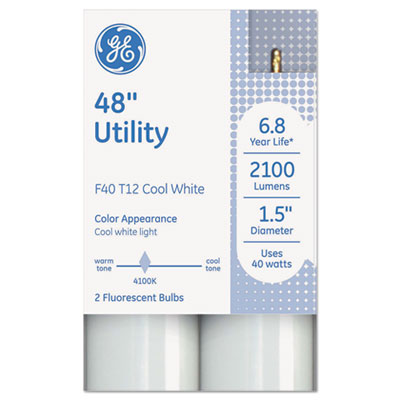 GE
48"
Utility
F40 T12 Cool White
Color Appearance
Cool white light
warm
tone
cool
tone
4100K
2 Fluorescent Bulbs
6.8
Year Life*
2100
Lumens
1.5"
Diameter
Uses
40 watts